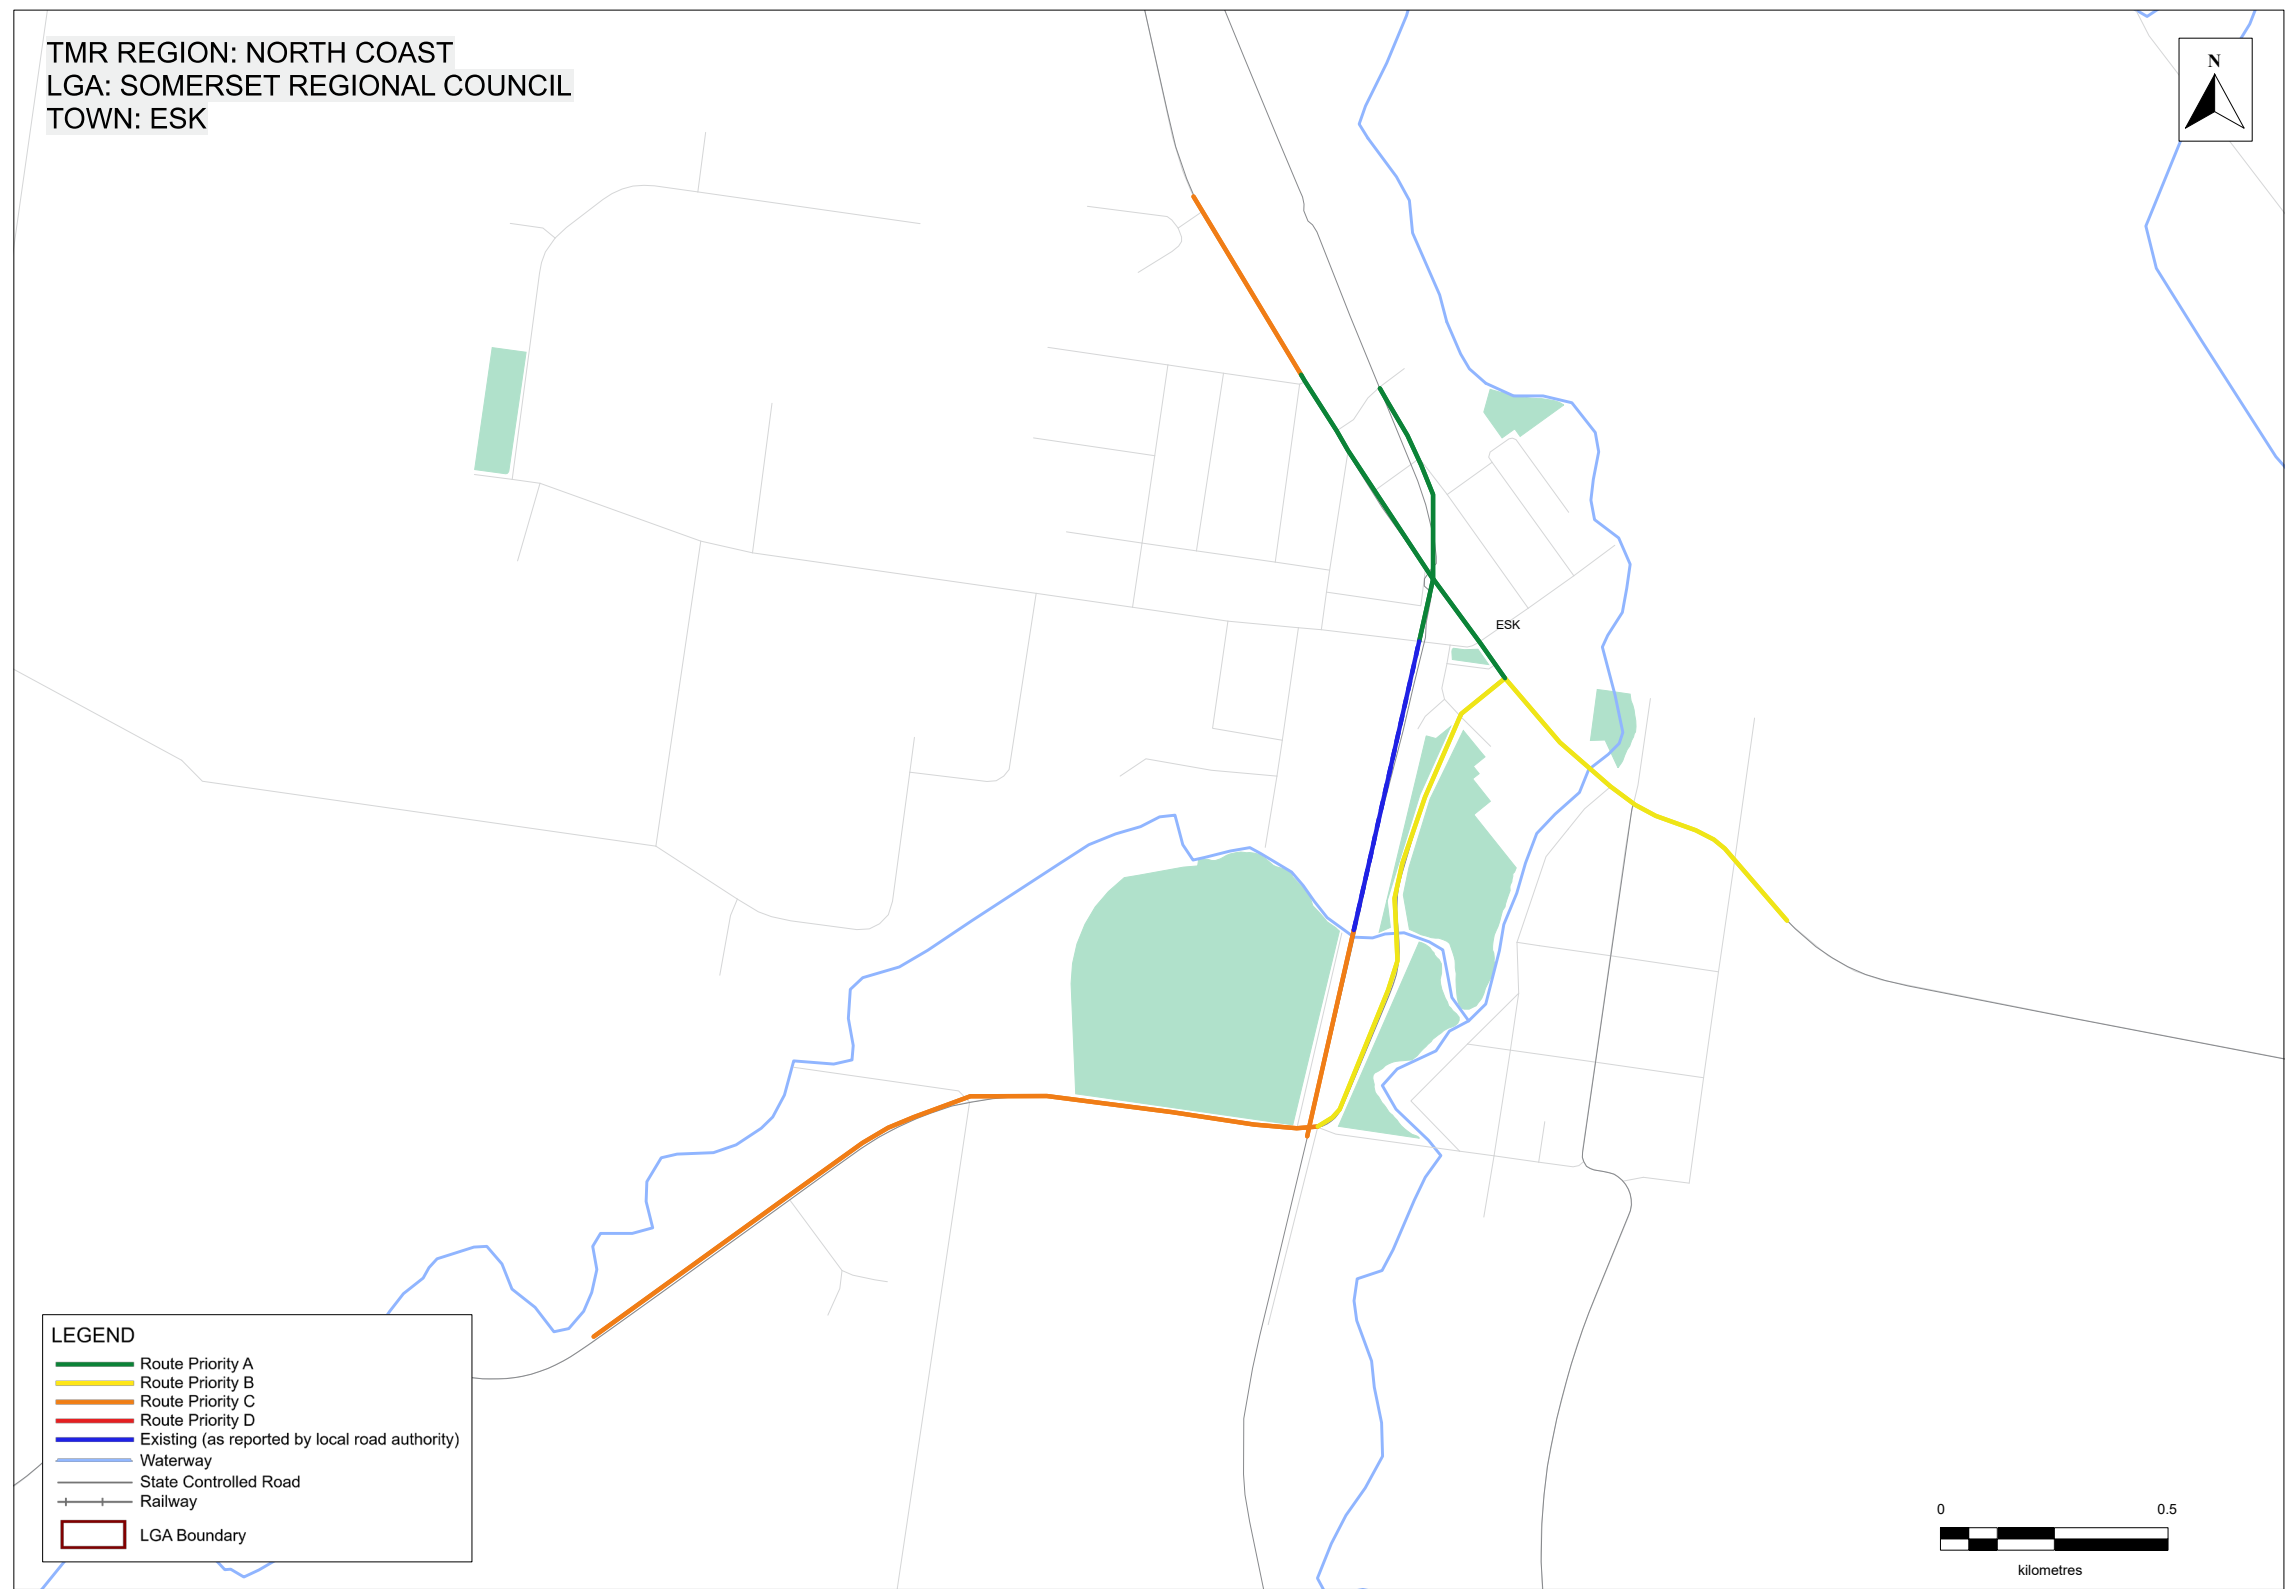 TMR REGION: NORTH COAST
LGA: SOMERSET REGIONAL COUNCIL
TOWN: ESK
N
ESK
LEGEND
Route Priority A
Route Priority B
Route Priority C
Route Priority D
Existing (as reported by local road authority)
Waterway
State Controlled Road
Railway
LGA Boundary
0 0.5
kilometres